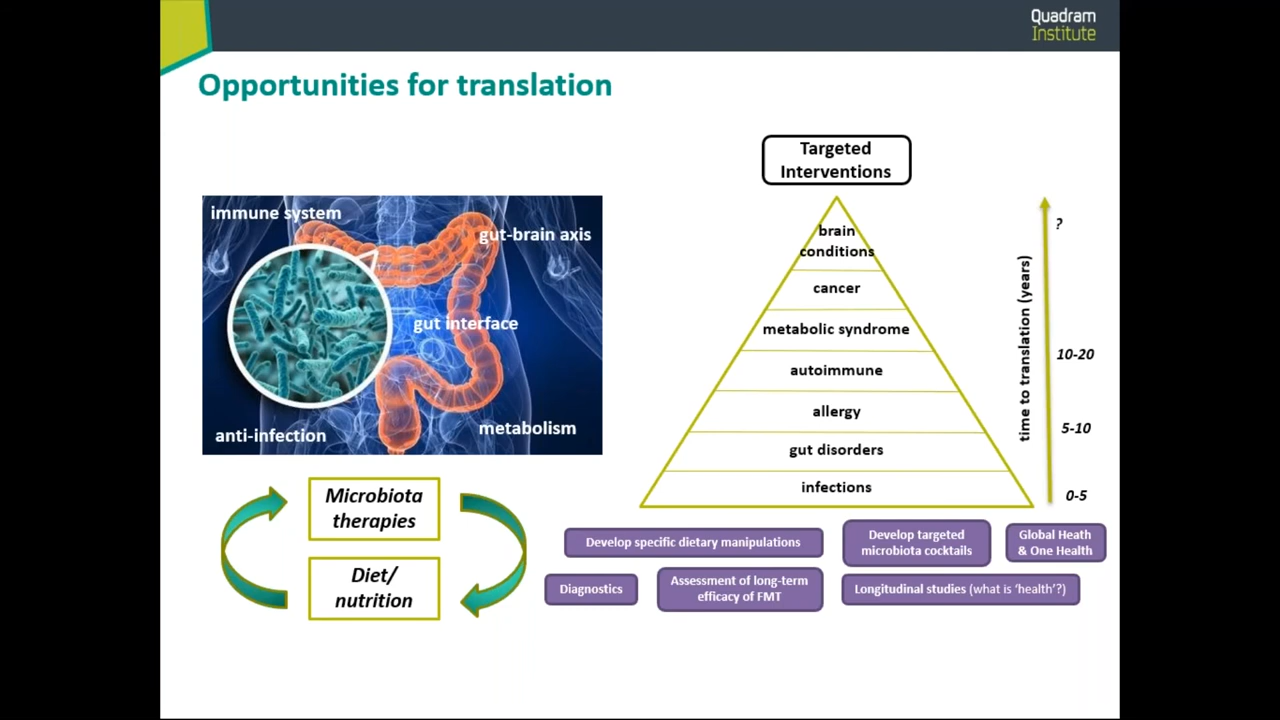 Quadram
Institute
Opportunities for translation
immune system
gut-brain axis
gut interface
anti-infection
metabolism
Microbiota
therapies
Diet/
nutrition
Targeted
Interventions
brain
conditions
cancer
metabolic syndrome
autoimmune
allergy
gut disorders
infections
time to translation (years)
?
10-20
5-10
0-5
Develop specific dietary manipulations
Develop targeted
microbiota cocktails
Global Heath
& One Health
Diagnostics
Assessment of long-term
efficacy of FMT
Longitudinal studies (what is ‘health’?)